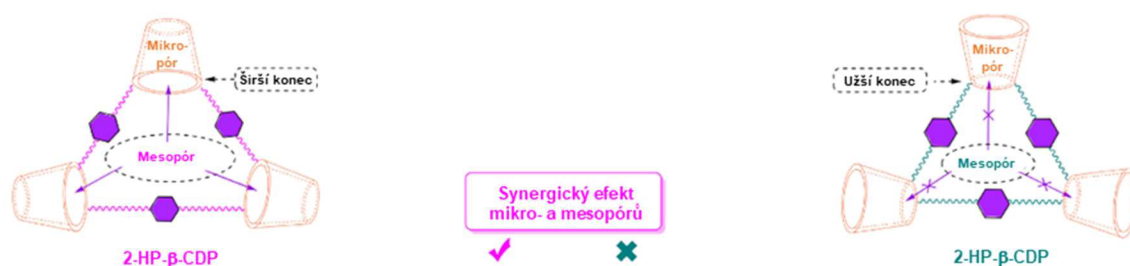 Mikro-
pór
Širší konec
Mesopór
2-HP-β-CDP
Synergický efekt
mikro- a mesopórů
Mikro-
pór
Užší konec
Mesopór
2-HP-β-CDP